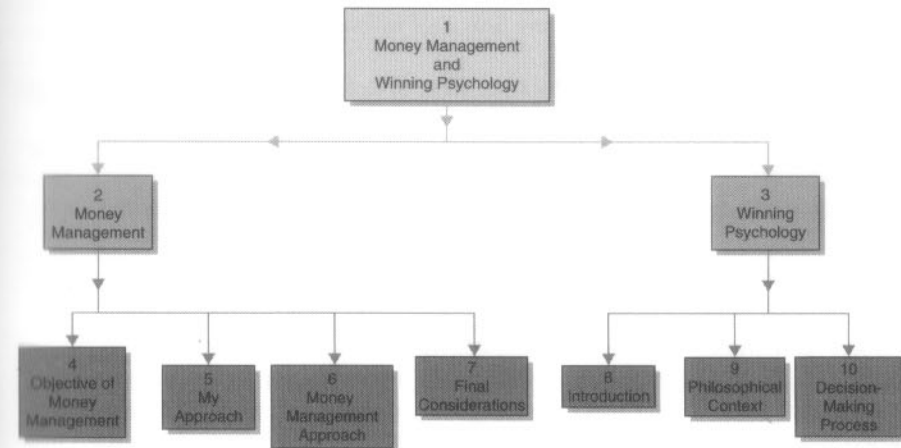 1
Money Management
and
Winning Psychology
2
Money
Management
3
Winning
Psychology
4
Objective of
Money
Management
5
My
Approach
6
Money
Management
Approach
7
Final
Considerations
8
Introduction
9
Philosophical
Context
10
Decision-
Making
Process